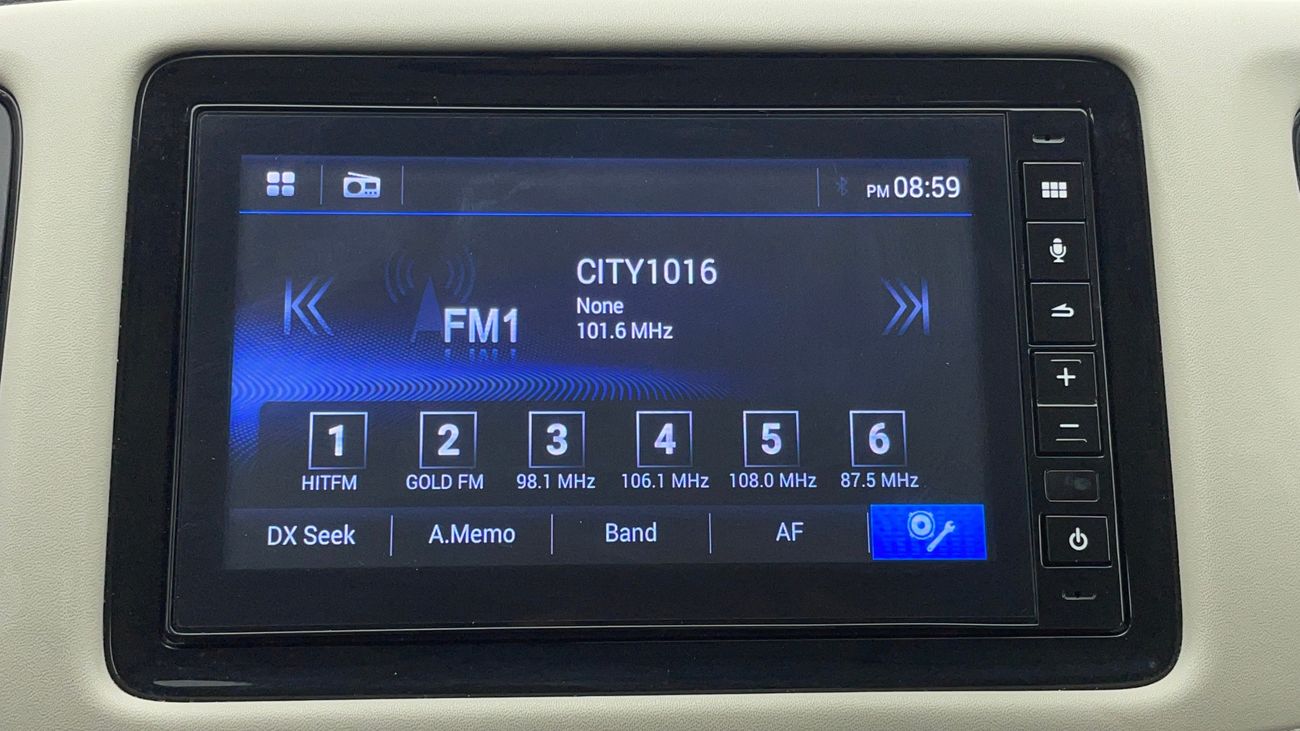 PM 08:59
CITY1016
None
FM1
101.6 MHz
1 2 3 4 5 6
HITFM GOLD FM 98.1 MHz 106.1 MHz 108.0 MHz 87.5 MHz
DX Seek A.Memo Band AF